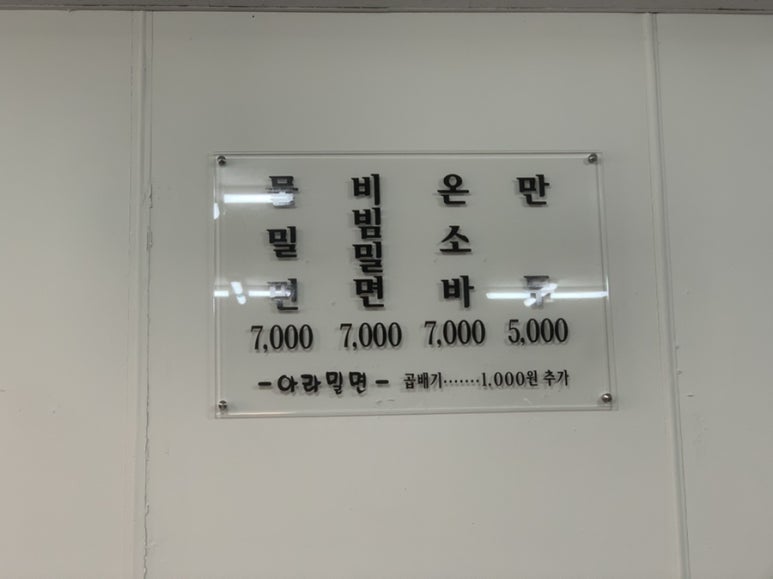 물밀면
비빔밀면
온소바
만두
7,000 7,000 7,000 5,000
-아라밀면- 곱배기·······1,000원 추가